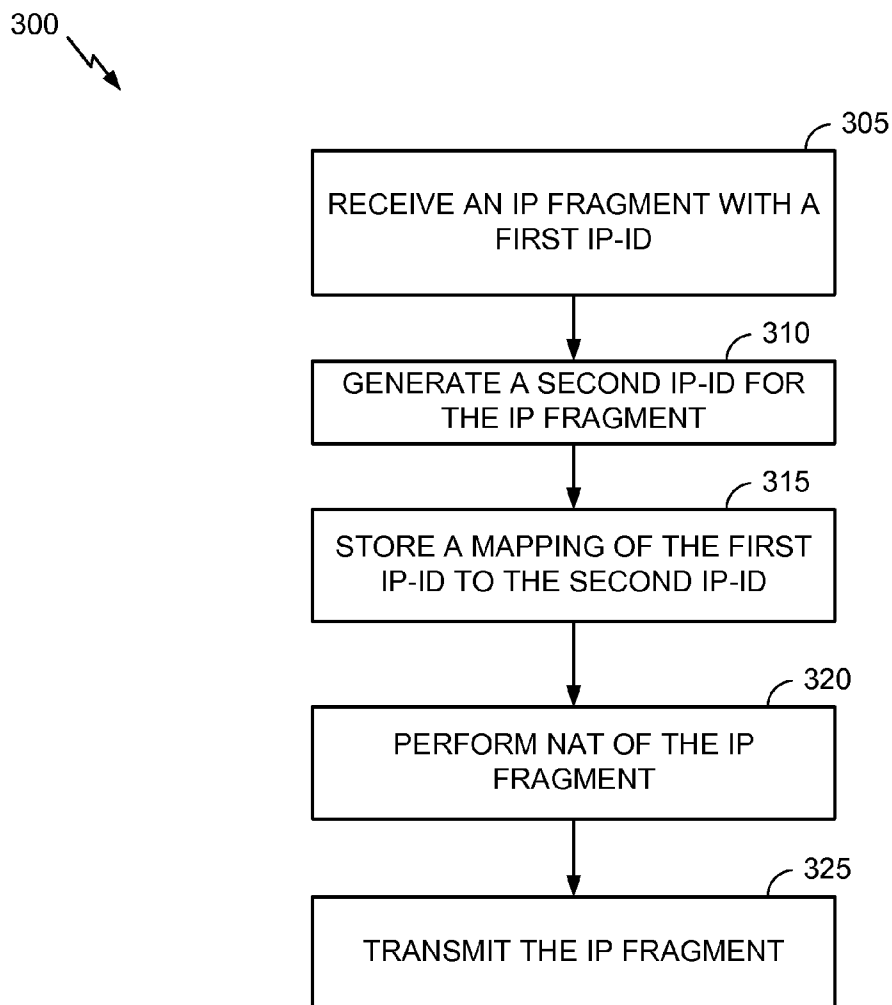 300
305
RECEIVE AN IP FRAGMENT WITH A
FIRST IP-ID
310
GENERATE A SECOND IP-ID FOR
THE IP FRAGMENT
315
STORE A MAPPING OF THE FIRST
IP-ID TO THE SECOND IP-ID
320
PERFORM NAT OF THE IP
FRAGMENT
325
TRANSMIT THE IP FRAGMENT